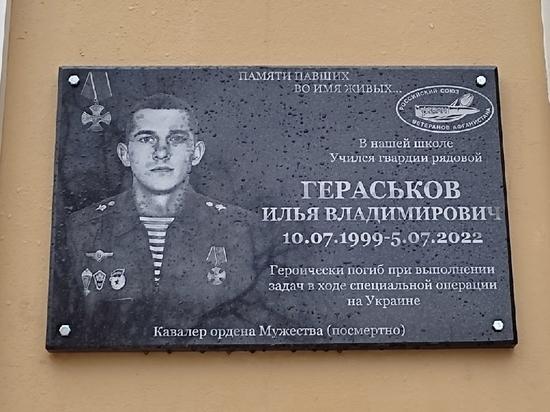 ПАМЯТИ ПАВШИХ
ВО ИМЯ ЖИВЫХ...
РОССИЙСКИЙ СОЮЗ
ВЕТЕРАНОВ АФГАНИСТАНА
В нашей школе
Учился гвардии рядовой
ГЕРАСЬКОВ
ИЛЬЯ ВЛАДИМИРОВИЧ
10.07.1999-5.07.2022
Героически погиб при выполнении
задач в ходе специальной операции
на Украине
Кавалер ордена Мужества (посмертно)